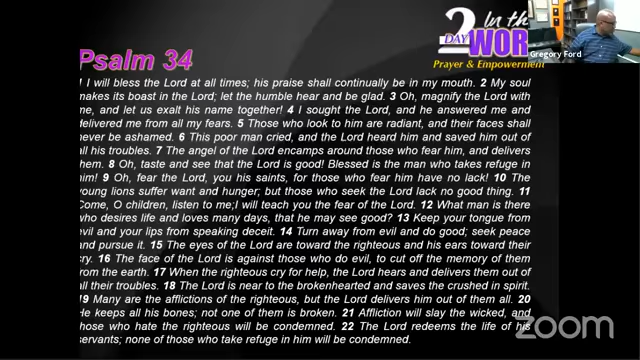 2 In th
DAY WOR
Gregory Ford
Prayer & Empowerment
Psalm 34
1 I will bless the Lord at all times; his praise shall continually be in my mouth. 2 My soul
makes its boast in the Lord; let the humble hear and be glad. 3 Oh, magnify the Lord with
me, and let us exalt his name together! 4 I sought the Lord, and he answered me and
delivered me from all my fears. 5 Those who look to him are radiant, and their faces shall
never be ashamed. 6 This poor man cried, and the Lord heard him and saved him out of
all his troubles. 7 The angel of the Lord encamps around those who fear him, and delivers
them. 8 Oh, taste and see that the Lord is good! Blessed is the man who takes refuge in
him! 9 Oh, fear the Lord, you his saints, for those who fear him have no lack! 10 The
young lions suffer want and hunger; but those who seek the Lord lack no good thing. 11
Come, O children, listen to me;I will teach you the fear of the Lord. 12 What man is there
who desires life and loves many days, that he may see good? 13 Keep your tongue from
evil and your lips from speaking deceit. 14 Turn away from evil and do good; seek peace
and pursue it. 15 The eyes of the Lord are toward the righteous and his ears toward their
cry. 16 The face of the Lord is against those who do evil, to cut off the memory of them
from the earth. 17 When the righteous cry for help, the Lord hears and delivers them out of
all their troubles. 18 The Lord is near to the brokenhearted and saves the crushed in spirit.
19 Many are the afflictions of the righteous, but the Lord delivers him out of them all. 20
He keeps all his bones; not one of them is broken. 21 Affliction will slay the wicked, and
those who hate the righteous will be condemned. 22 The Lord redeems the life of his
servants; none of those who take refuge in him will be condemned.
zoom